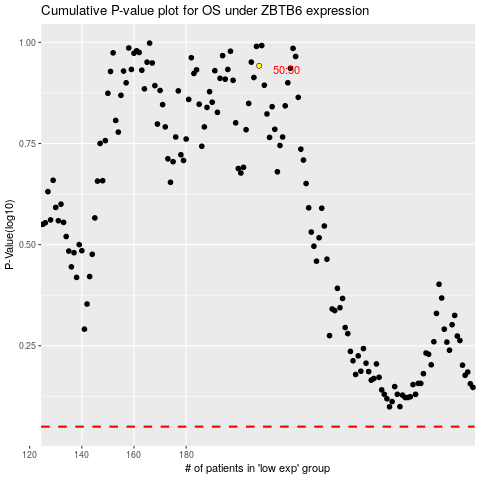 Cumulative P-value plot for OS under ZBTB6 expression
1.00
50:50
0.75
0.50
0.25
P-Value(log10)
120 140 160 180
# of patients in 'low exp' group